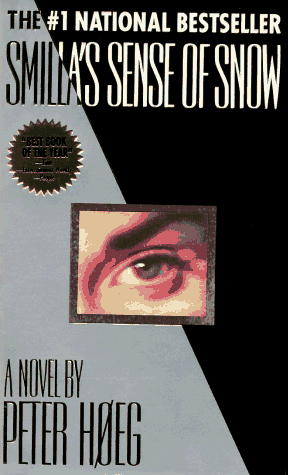 THE #1 NATIONAL BESTSELLER
SMILLA'S SENSE OF SNOW
"BEST BOOK
OF THE YEAR"
A NOVEL BY
PETER HØEG